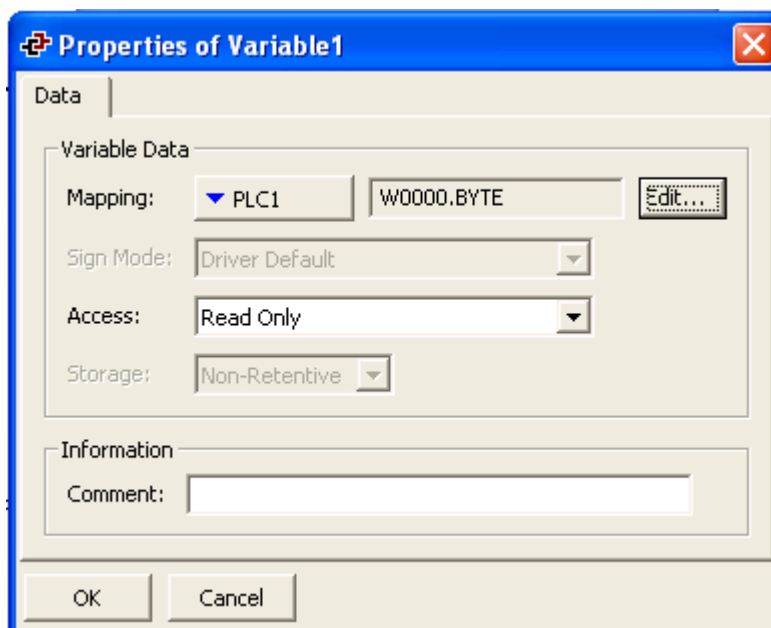 Properties of Variable1
Data
Variable Data
Mapping: PLC1 W0000.BYTE Edit...
Sign Mode: Driver Default
Access: Read Only
Storage: Non-Retentive
Information
Comment:
OK Cancel